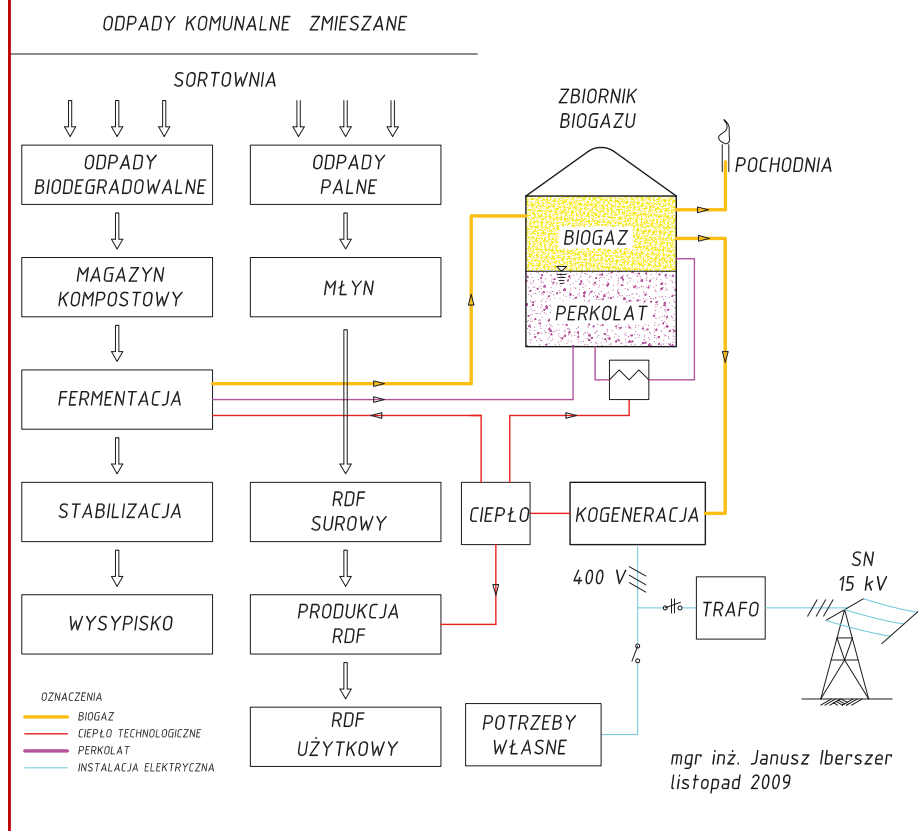 ODPADY KOMUNALNE ZMIESZANE
SORTOWNIA
ODPADY
BIODEGRADOWALNE
ODPADY
PALNE
ZBIORNIK
BIOGAZU
POCHODNIA
BIOGAZ
PERKOLAT
MAGAZYN
KOMPOSTOWY
MŁYN
FERMENTACJA
STABILIZACJA
RDF
SUROWY
CIEPŁO
KOGENERACJA
400 V
SN
15 kV
WYSYPISKO
PRODUKCJA
RDF
TRAFO
RDF
UŻYTKOWY
POTRZEBY
WŁASNE
OZNACZENIA
BIOGAZ
CIEPŁO TECHNOLOGICZNE
PERKOLAT
INSTALACJA ELEKTRYCZNA
mgr inż. Janusz Iberszer
listopad 2009